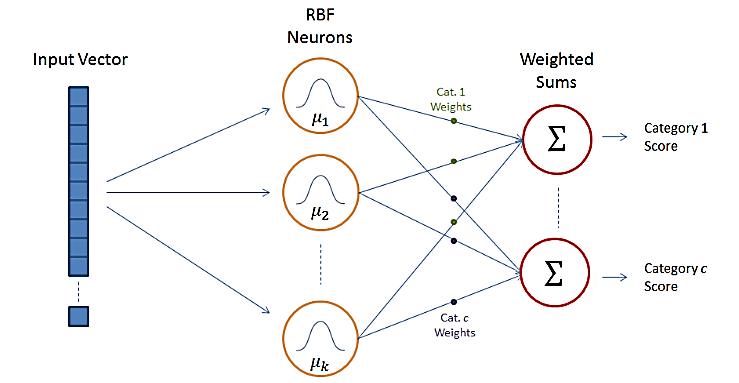 RBF
Neurons
Input Vector
Weighted
Sums
μ1
Cat. 1
Weights
Σ
Category 1
Score
μ2
Σ
Category c
Score
Cat. c
Weights
μk